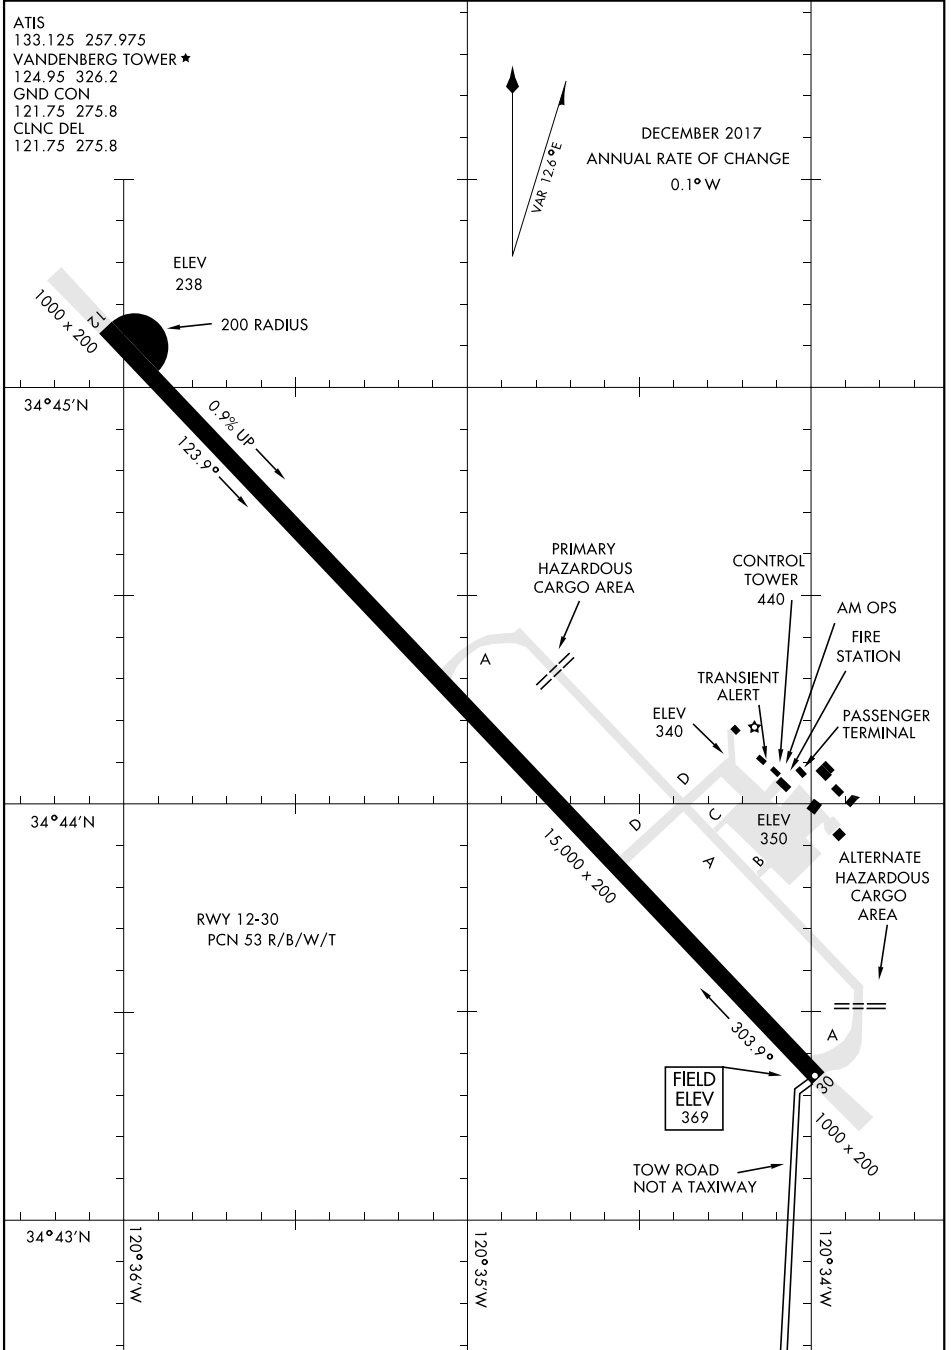 ATIS
133.125 257.975
VANDENBERG TOWER ★
124.95 326.2
GND CON
121.75 275.8
CLNC DEL
121.75 275.8
VAR 12.6°E
DECEMBER 2017
ANNUAL RATE OF CHANGE
0.1° W
ELEV
238
200 RADIUS
12
1000 x 200
34°45'N
0.9% UP
123.9°
PRIMARY
HAZARDOUS
CARGO AREA
CONTROL
TOWER
440
AM OPS
FIRE
STATION
TRANSIENT
ALERT
PASSENGER
TERMINAL
ELEV
340
A
D
D
C
A
B
ELEV
350
34°44'N
15,000 x 200
ALTERNATE
HAZARDOUS
CARGO
AREA
RWY 12-30
PCN 53 R/B/W/T
303.9°
A
FIELD
ELEV
369
30
1000 x 200
TOW ROAD
NOT A TAXIWAY
34°43'N
120°36'W
120°35'W
120°34'W